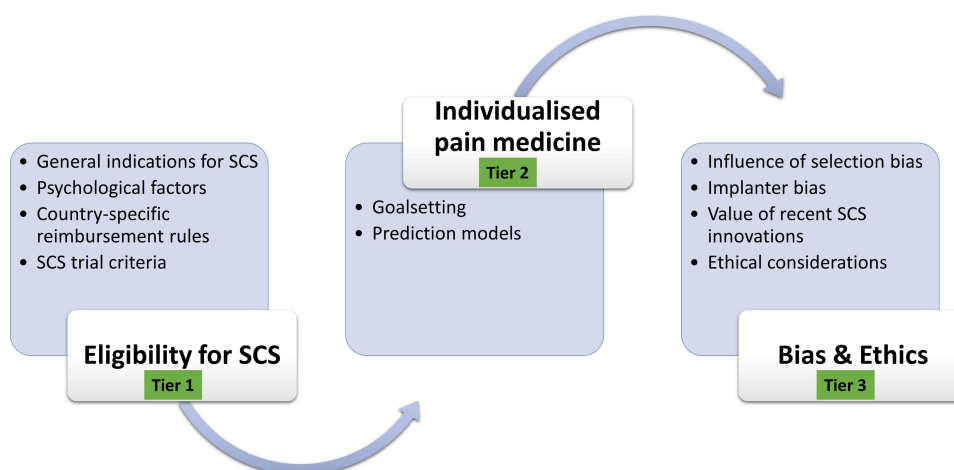 • General indications for SCS
• Psychological factors
• Country-specific
reimbursement rules
• SCS trial criteria
Eligibility for SCS
Tier 1
Individualised
pain medicine
Tier 2
• Goalsetting
• Prediction models
• Influence of selection bias
• Implanter bias
• Value of recent SCS
innovations
• Ethical considerations
Bias & Ethics
Tier 3